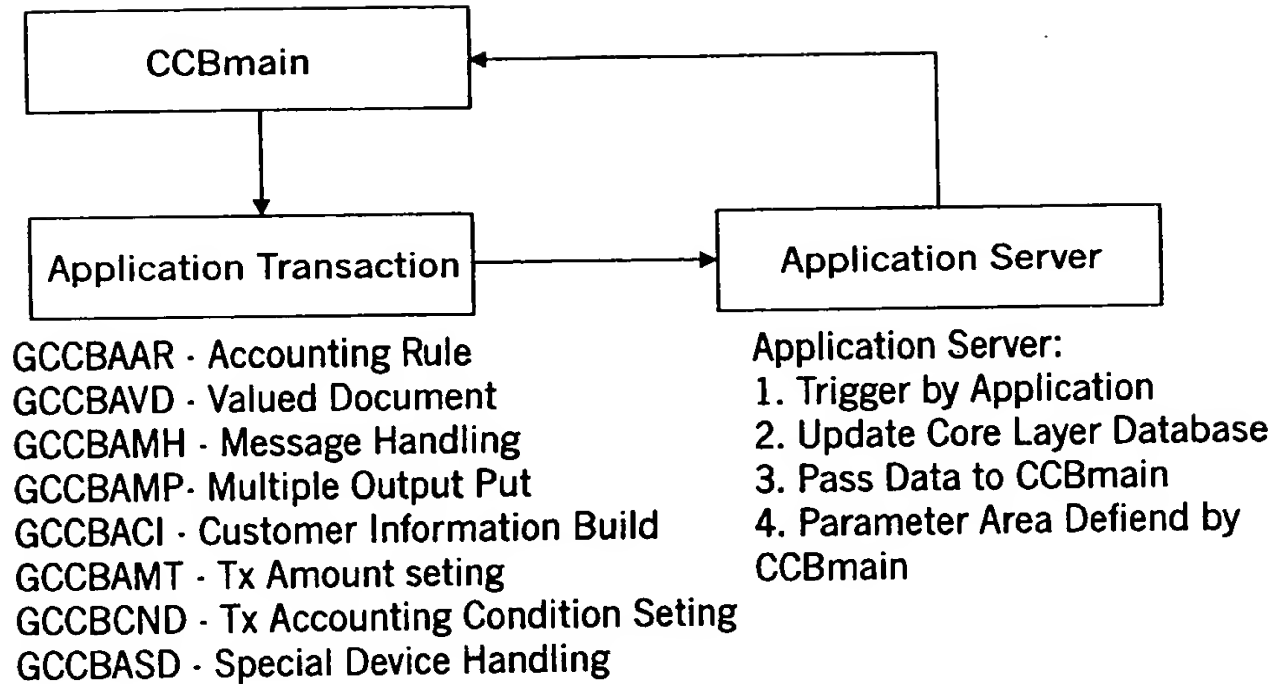 CCBmain
Application Transaction
Application Server
GCCBAAR - Accounting Rule
GCCBAVD - Valued Document
GCCBAMH - Message Handling
GCCBAMP- Multiple Output Put
GCCBACI - Customer Information Build
GCCBAMT - Tx Amount seting
GCCBCND - Tx Accounting Condition Seting
GCCBASD - Special Device Handling
Application Server:
1. Trigger by Application
2. Update Core Layer Database
3. Pass Data to CCBmain
4. Parameter Area Defiend by
CCBmain